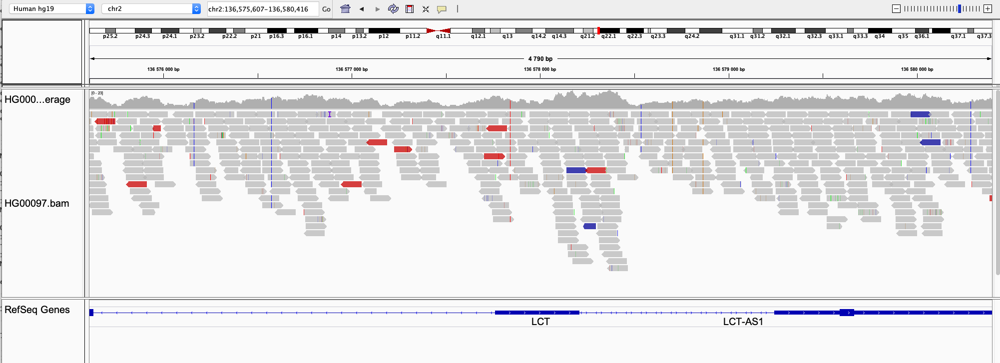 Human hg19 chr2 chr2:136,575,607-136,580,416 Go
p25.2 p24.3 p24.1 p23.2 p22.2 p21 p16.3 p16.1 p14 p13.2 p12 p11.2 q11.1 q12.1 q13 q14.2 q14.3 q21.2 q22.1 q22.3 q23.3 q24.2 q31.1 q31.2 q32.1 q32.3 q33.1 q33.3 q34 q35 q36.1 q37.1 q37.3
4 790 bp
136 576 000 bp 136 577 000 bp 136 578 000 bp 136 579 000 bp 136 580 000 bp
[0 - 23]
HG000...erage
HG00097.bam
RefSeq Genes
LCT LCT-AS1